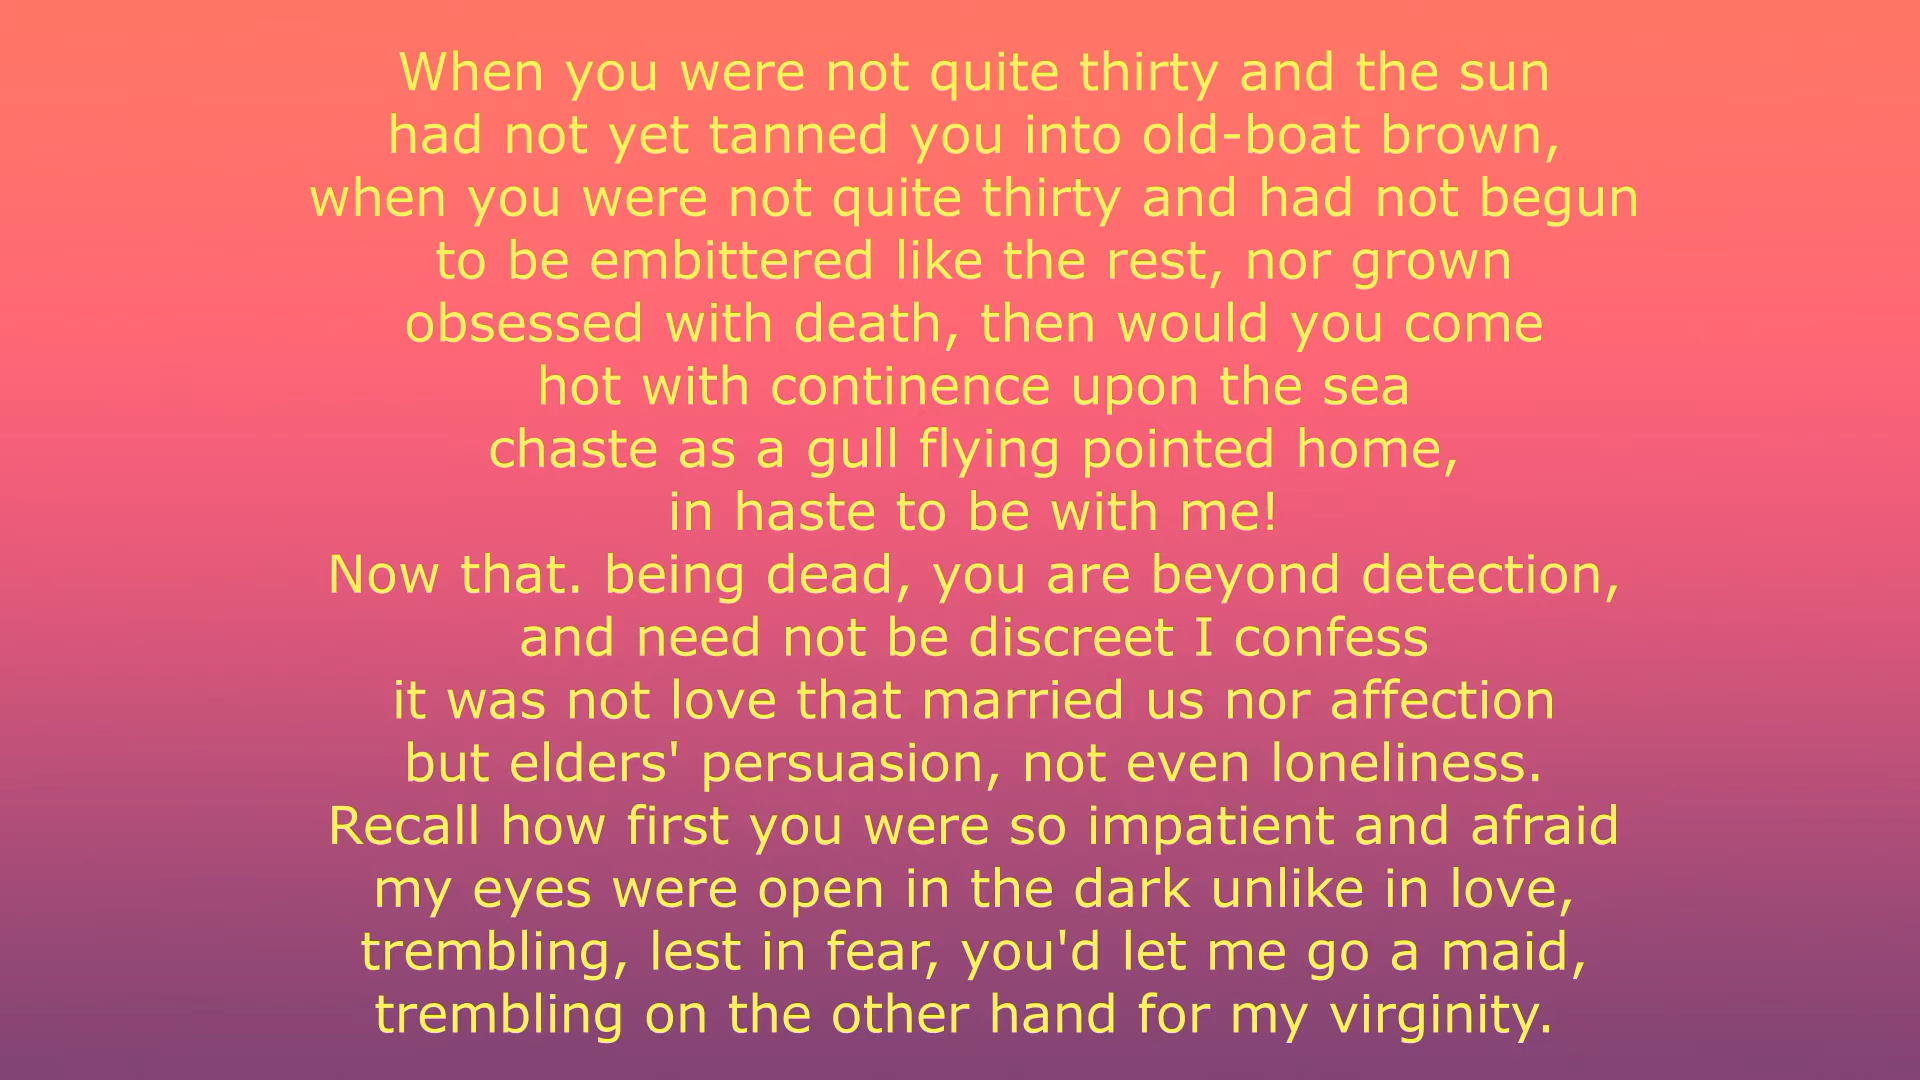 When you were not quite thirty and the sun
had not yet tanned you into old-boat brown,
when you were not quite thirty and had not begun
to be embittered like the rest, nor grown
obsessed with death, then would you come
hot with continence upon the sea
chaste as a gull flying pointed home,
in haste to be with me!
Now that. being dead, you are beyond detection,
and need not be discreet I confess
it was not love that married us nor affection
but elders' persuasion, not even loneliness.
Recall how first you were so impatient and afraid
my eyes were open in the dark unlike in love,
trembling, lest in fear, you'd let me go a maid,
trembling on the other hand for my virginity.